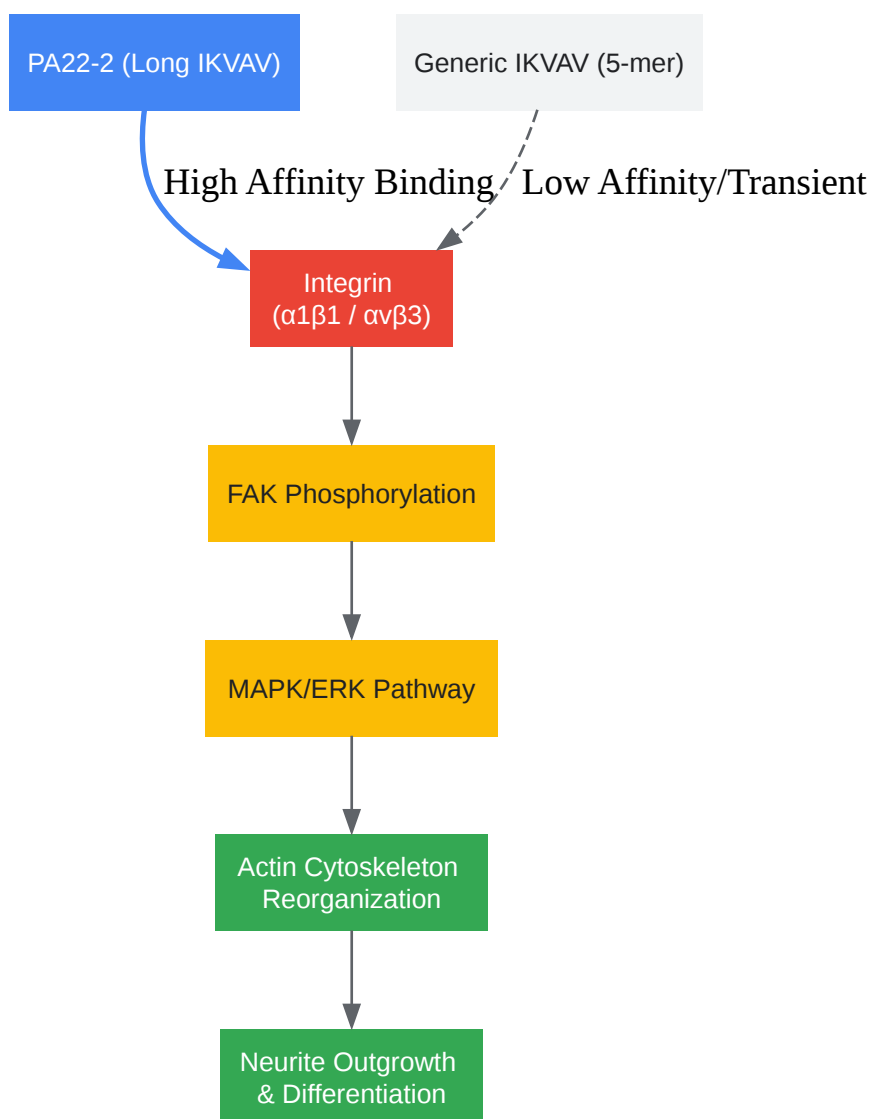 PA22-2 (Long IKVAV)
Generic IKVAV (5-mer)
High Affinity Binding
Low Affinity/Transient
Integrin
(α1β1 / αvβ3)
FAK Phosphorylation
MAPK/ERK Pathway
Actin Cytoskeleton
Reorganization
Neurite Outgrowth
& Differentiation